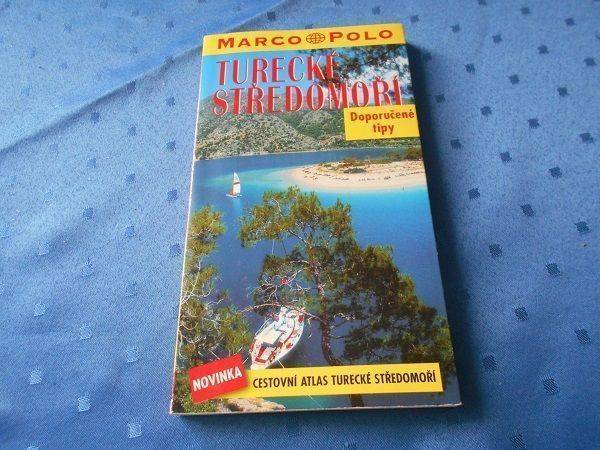 MARCO POLO
TURECKÉ
STŘEDOMOŘÍ
Doporučené
tipy
NOVINKA
CESTOVNÍ ATLAS TURECKÉ STŘEDOMOŘÍ